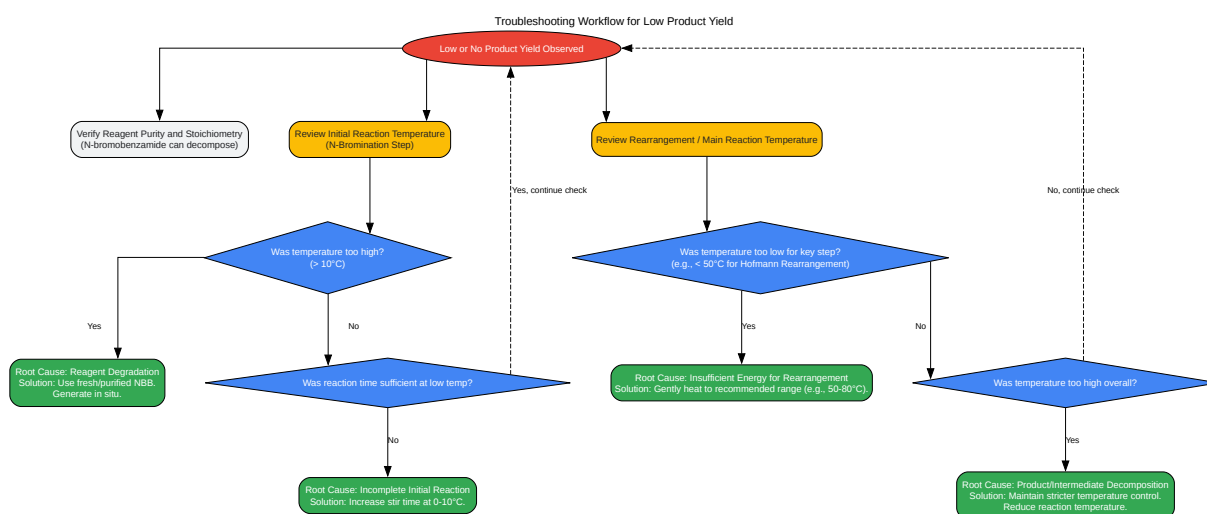 Troubleshooting Workflow for Low Product Yield
Low or No Product Yield Observed
Verify Reagent Purity and Stoichiometry
(N-bromobenzamide can decompose)
Review Initial Reaction Temperature
(N-Bromination Step)
Review Rearrangement / Main Reaction Temperature
Yes, continue check
No, continue check
Was temperature too high?
(> 10°C)
Was temperature too low for key step?
(e.g., < 50°C for Hofmann Rearrangement)
Yes
No
Yes
No
Root Cause: Reagent Degradation
Solution: Use fresh/purified NBB.
Generate in situ.
Was reaction time sufficient at low temp?
Root Cause: Insufficient Energy for Rearrangement
Solution: Gently heat to recommended range (e.g., 50-80°C).
Was temperature too high overall?
No
Yes
Root Cause: Incomplete Initial Reaction
Solution: Increase stir time at 0-10°C.
Root Cause: Product/Intermediate Decomposition
Solution: Maintain stricter temperature control.
Reduce reaction temperature.